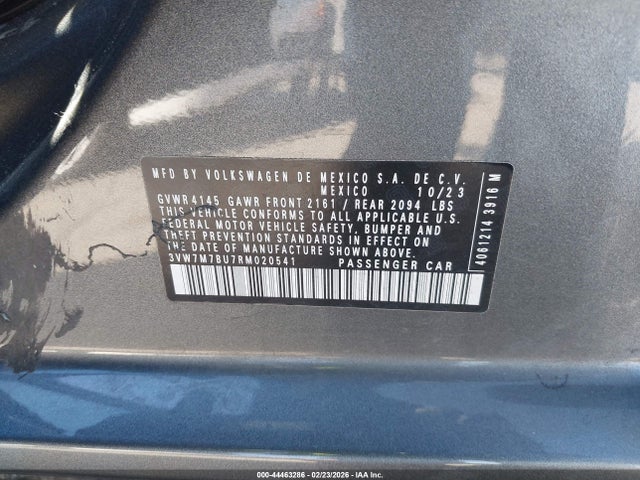 MFD BY VOLKSWAGEN DE MEXICO S.A. DE C.V.
MEXICO 10/23
GVWR4145 GAWR FRONT 2161 / REAR 2094 LBS
THIS VEHICLE CONFORMS TO ALL APPLICABLE U.S.
FEDERAL MOTOR VEHICLE SAFETY, BUMPER AND
THEFT PREVENTION STANDARDS IN EFFECT ON
THE DATE OF MANUFACTURE SHOWN ABOVE.
3VW7M7BU7RM020541 PASSENGER CAR
4061214 3916 M
000-44463286 - 02/23/2026 - IAA Inc.